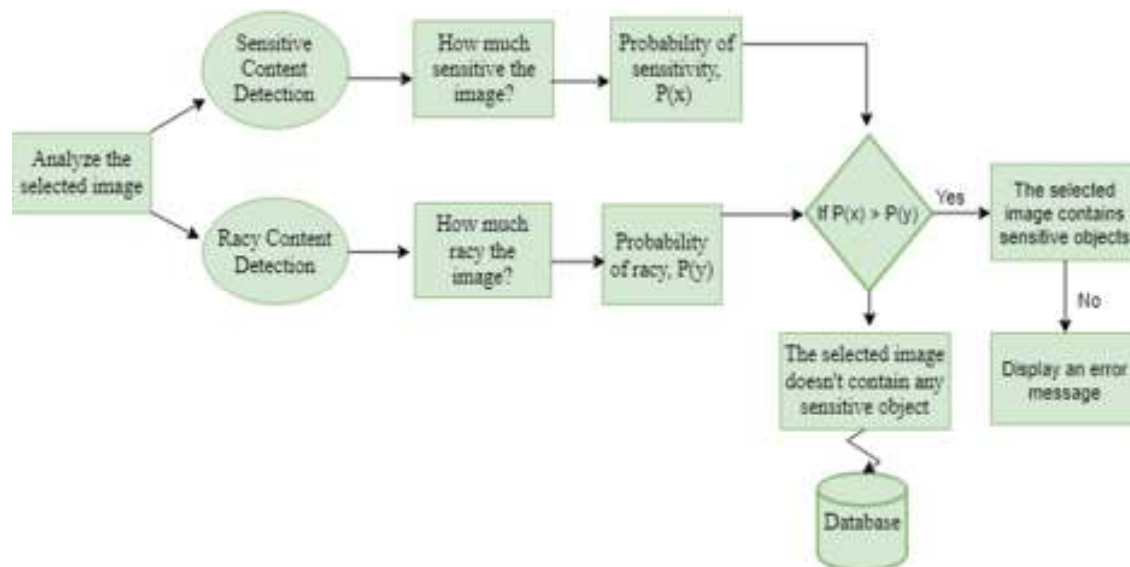 Sensitive
Content
Detection
How much
sensitive the
image?
Probability of
sensitivity,
P(x)
Analyze the
selected image
Racy Content
Detection
How much
racy the
image?
Probability
of racy, P(y)
If P(x) > P(y)
Yes
The selected
image contains
sensitive objects
No
Display an error
message
The selected image
doesn't contain any
sensitive object
Database